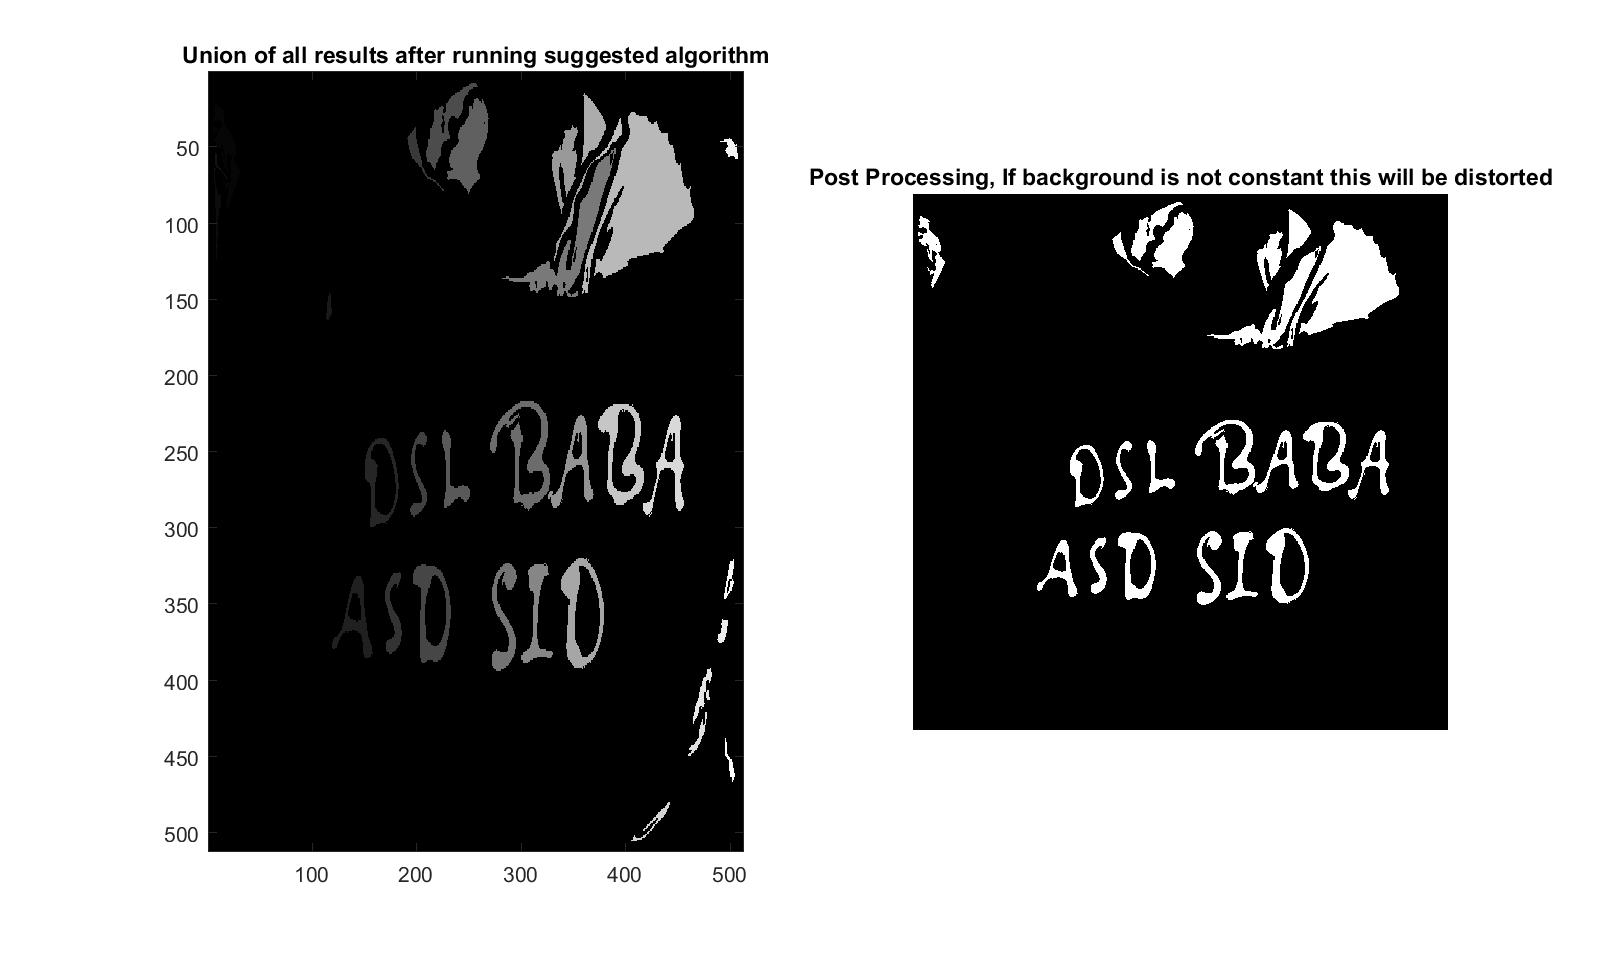 Union of all results after running suggested algorithm
50
100
150
200
250
300
350
400
450
500
100 200 300 400 500
DSL BABA
ASD SID
Post Processing, If background is not constant this will be distorted
DSL BABA
ASD SID